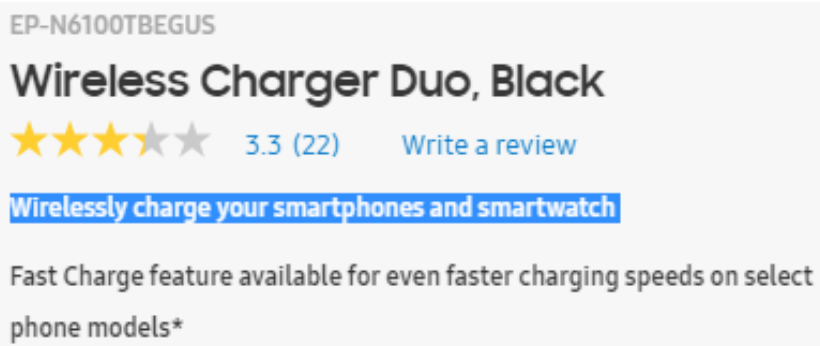 EP-N6100TBEGUS
Wireless Charger Duo, Black
3.3 (22) Write a review
Wirelessly charge your smartphones and smartwatch
Fast Charge feature available for even faster charging speeds on select
phone models*